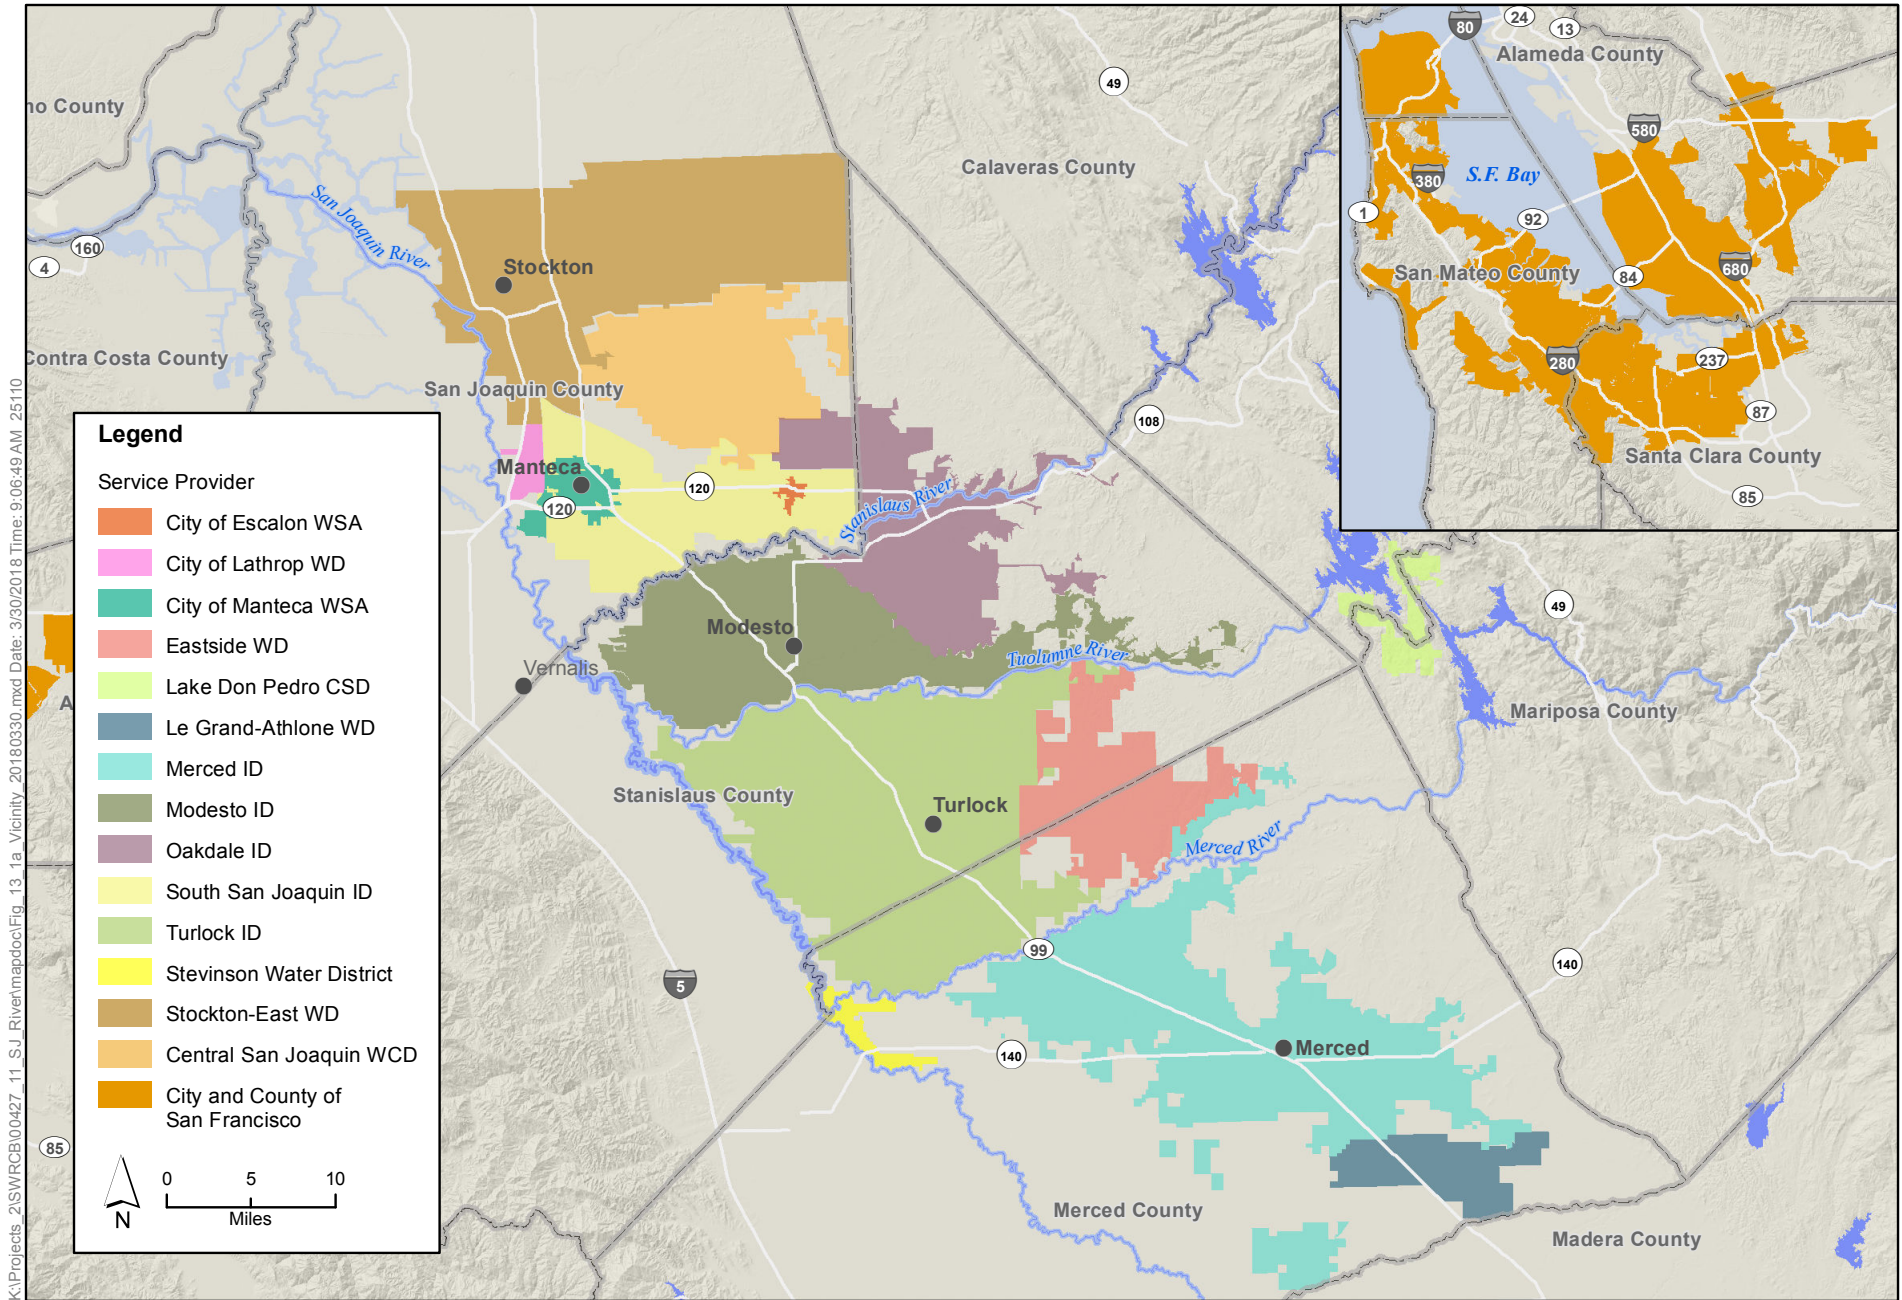 K:\Projects_2\SWRCB\00427_11_SJ_River\mapdoc\Fig_13_1a_Vicinity_20180330.mxd Date: 3/30/2018 Time: 9:06:49 AM 25110
no County
160
4
Contra Costa County
San Joaquin River
Stockton
San Joaquin County
Calaveras County
49
108
Manteca
120
120
Stanislaus River
Modesto
Tuolumne River
Vernalis
A
Stanislaus County
Turlock
Merced River
49
Mariposa County
99
5
140
140
Merced
85
Merced County
Madera County
80
24
13
Alameda County
580
380
S.F. Bay
1
92
San Mateo County
84
680
280
237
87
Santa Clara County
85
Legend
Service Provider
City of Escalon WSA
City of Lathrop WD
City of Manteca WSA
Eastside WD
Lake Don Pedro CSD
Le Grand-Athlone WD
Merced ID
Modesto ID
Oakdale ID
South San Joaquin ID
Turlock ID
Stevinson Water District
Stockton-East WD
Central San Joaquin WCD
City and County of
San Francisco
N
0 5 10
Miles